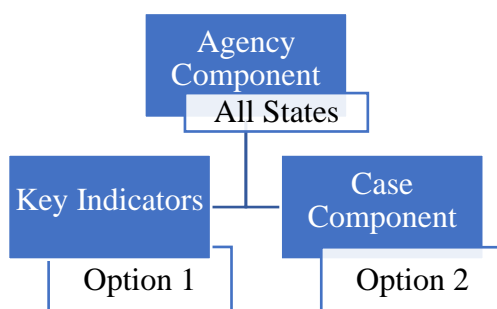 Agency
Component
All States
Key Indicators
Option 1
Case
Component
Option 2